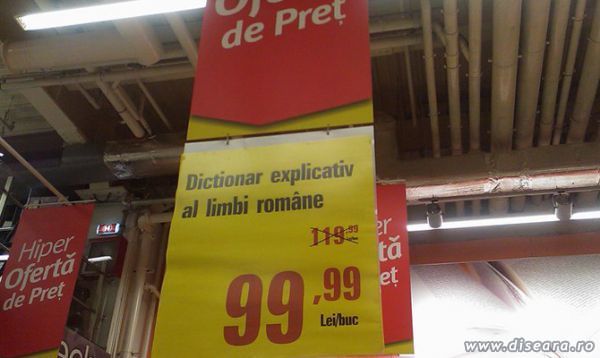 Ofertă
de Preț
Dictionar explicativ
al limbi române
119,99
99,99
Lei/buc
Hiper
Ofertă
de Preț
ertă
Preț
www.diseara.ro